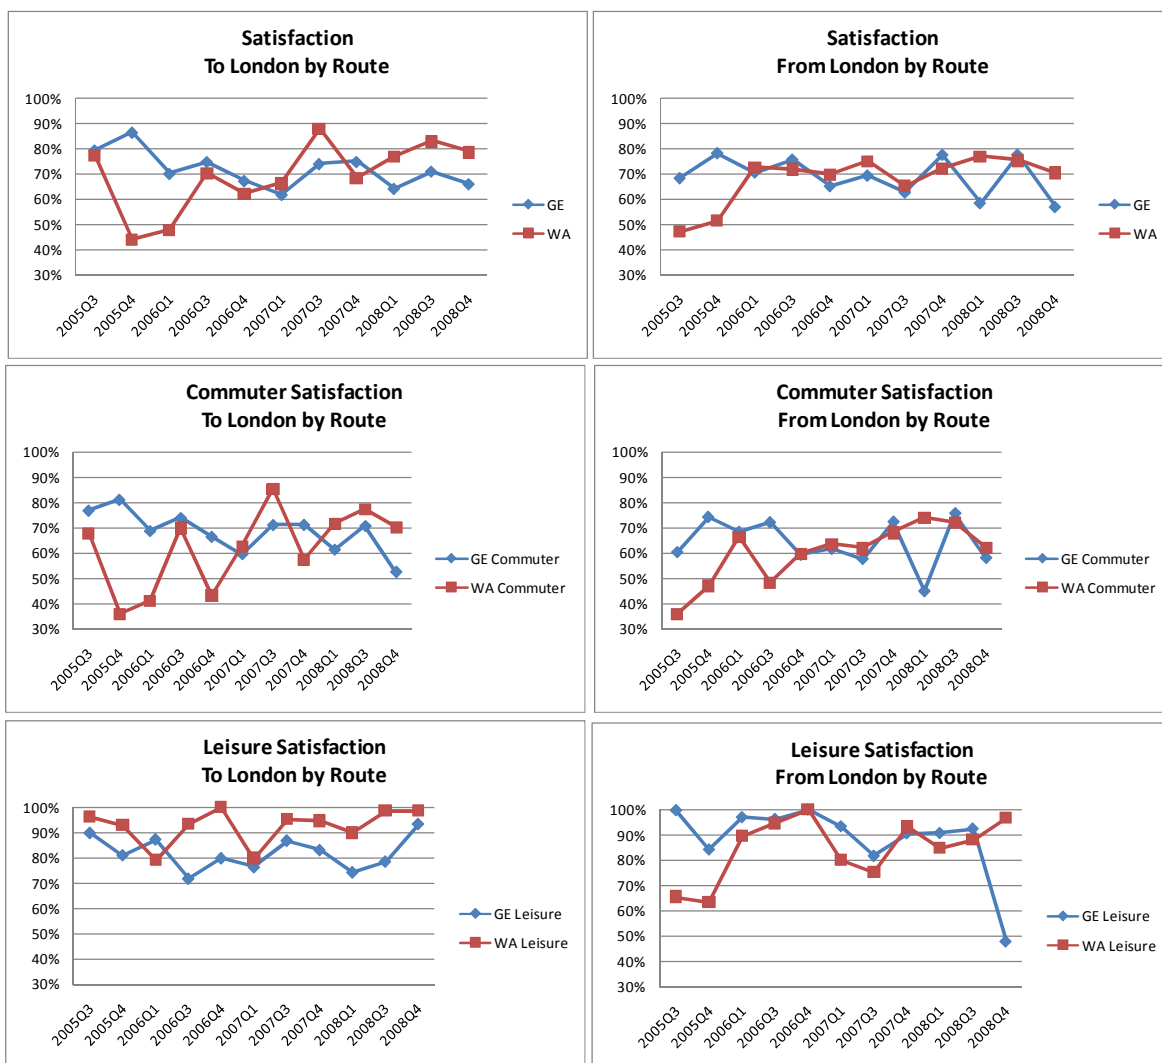 Satisfaction
To London by Route
100%
90%
80%
70%
60%
50%
40%
30%
GE
WA
2005Q3
2005Q4
2006Q1
2006Q3
2006Q4
2007Q1
2007Q3
2007Q4
2008Q1
2008Q3
2008Q4
Satisfaction
From London by Route
100%
90%
80%
70%
60%
50%
40%
30%
GE
WA
2005Q3
2005Q4
2006Q1
2006Q3
2006Q4
2007Q1
2007Q3
2007Q4
2008Q1
2008Q3
2008Q4
Commuter Satisfaction
To London by Route
100%
90%
80%
70%
60%
50%
40%
30%
GE Commuter
WA Commuter
2005Q3
2005Q4
2006Q1
2006Q3
2006Q4
2007Q1
2007Q3
2007Q4
2008Q1
2008Q3
2008Q4
Commuter Satisfaction
From London by Route
100%
90%
80%
70%
60%
50%
40%
30%
GE Commuter
WA Commuter
2005Q3
2005Q4
2006Q1
2006Q3
2006Q4
2007Q1
2007Q3
2007Q4
2008Q1
2008Q3
2008Q4
Leisure Satisfaction
To London by Route
100%
90%
80%
70%
60%
50%
40%
30%
GE Leisure
WA Leisure
2005Q3
2005Q4
2006Q1
2006Q3
2006Q4
2007Q1
2007Q3
2007Q4
2008Q1
2008Q3
2008Q4
Leisure Satisfaction
From London by Route
100%
90%
80%
70%
60%
50%
40%
30%
GE Leisure
WA Leisure
2005Q3
2005Q4
2006Q1
2006Q3
2006Q4
2007Q1
2007Q3
2007Q4
2008Q1
2008Q3
2008Q4